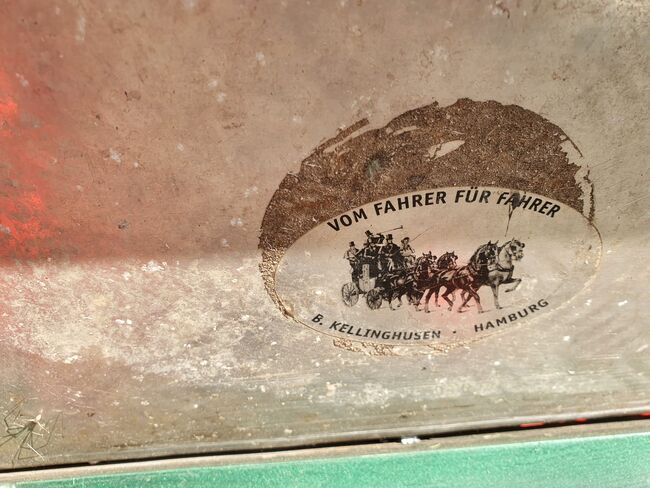 VOM FAHRER FÜR FAHRER
B. KELLINGHUSEN · HAMBURG